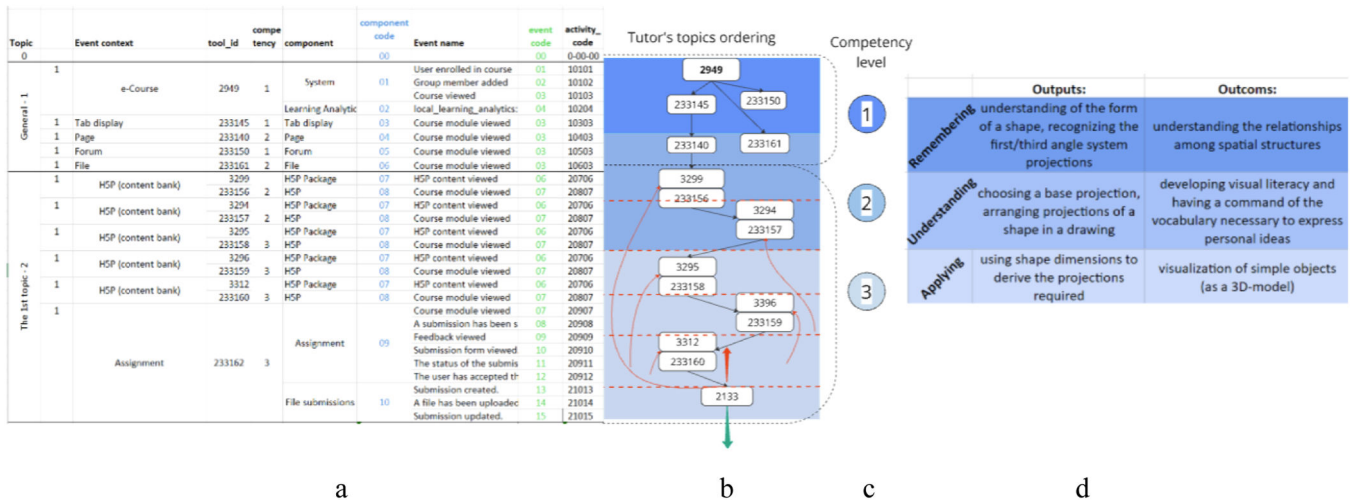 component
compe code event activity_
Topic Event context tool_id tency component Event name code code
0 00 00 0-00-00
General - 1
1 e-Course 2949 1 System 01 User enrolled in course 01 10101
Group member added 02 10102
Course viewed 03 10103
Learning Analytic 02 local_learning_analytics: 04 10204
1 Tab display 233145 1 Tab display 03 Course module viewed 03 10303
1 Page 233140 2 Page 04 Course module viewed 03 10403
1 Forum 233150 1 Forum 05 Course module viewed 03 10503
1 File 233161 2 File 06 Course module viewed 03 10603
The 1st topic - 2
1 H5P (content bank) 3299 H5P Package 07 H5P content viewed 06 20706
233156 2 H5P 08 Course module viewed 07 20807
1 H5P (content bank) 3294 H5P Package 07 H5P content viewed 06 20706
233157 2 H5P 08 Course module viewed 07 20807
1 H5P (content bank) 3295 H5P Package 07 H5P content viewed 06 20706
233158 3 H5P 08 Course module viewed 07 20807
1 H5P (content bank) 3296 H5P Package 07 H5P content viewed 06 20706
233159 3 H5P 08 Course module viewed 07 20807
1 H5P (content bank) 3312 H5P Package 07 H5P content viewed 06 20706
233160 3 H5P 08 Course module viewed 07 20807
1 Assignment 233162 3 Assignment 09 Course module viewed 07 20907
A submission has been s 08 20908
Feedback viewed 09 20909
Submission form viewed. 10 20910
The status of the submis 11 20911
The user has accepted th 12 20912
File submissions 10 Submission created. 13 21013
A file has been uploaded 14 21014
Submission updated. 15 21015
Tutor's topics ordering
2949
233145
233150
233140
233161
3299
233156
3294
233157
3295
233158
3396
233159
3312
233160
2133
Competency
level
1
2
3
Outputs: Outcoms:
Remembering
understanding of the form
of a shape, recognizing the
first/third angle system
projections
understanding the relationships
among spatial structures
Understanding
choosing a base projection,
arranging projections of a
shape in a drawing
developing visual literacy and
having a command of the
vocabulary necessary to express
personal ideas
Applying
using shape dimensions to
derive the projections
required
visualization of simple objects
(as a 3D-model)
a b c d